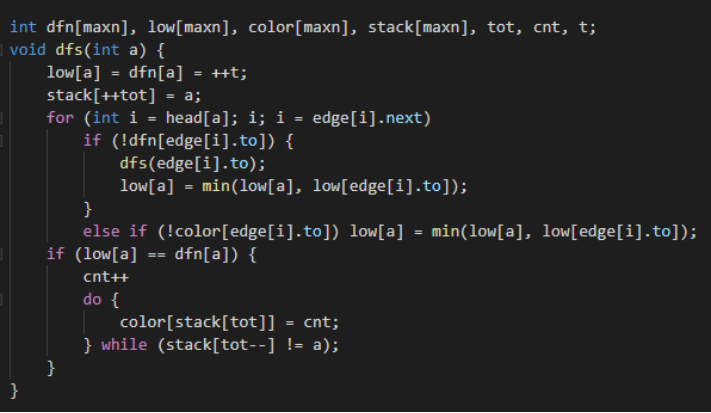 int dfn[maxn], low[maxn], color[maxn], stack[maxn], tot, cnt, t;
void dfs(int a) {
    low[a] = dfn[a] = ++t;
    stack[++tot] = a;
    for (int i = head[a]; i; i = edge[i].next)
        if (!dfn[edge[i].to]) {
            dfs(edge[i].to);
            low[a] = min(low[a], low[edge[i].to]);
        }
        else if (!color[edge[i].to]) low[a] = min(low[a], low[edge[i].to]);
    if (low[a] == dfn[a]) {
        cnt++
        do {
            color[stack[tot]] = cnt;
        } while (stack[tot--] != a);
    }
}